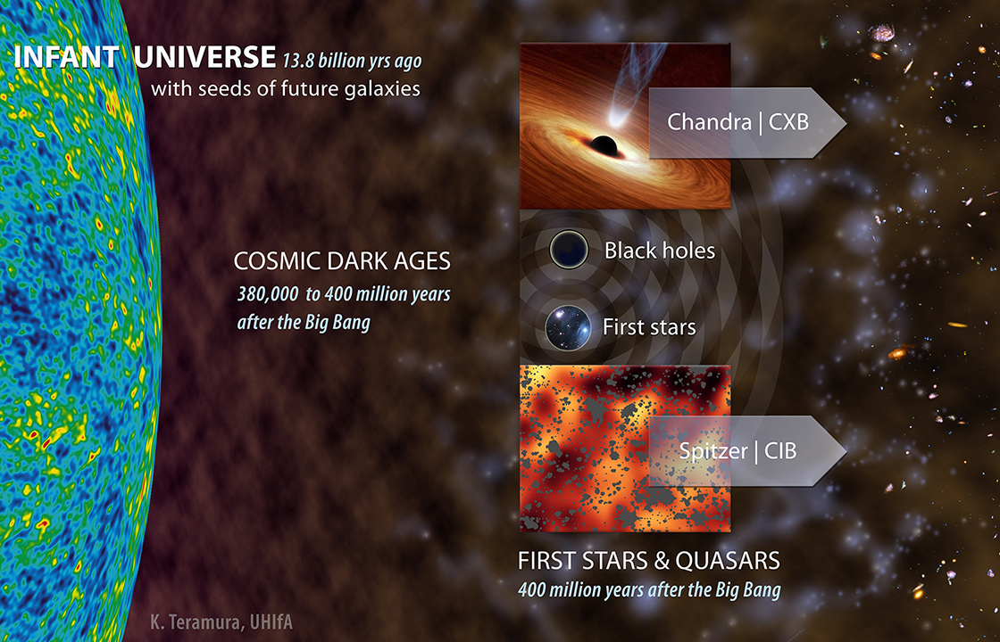 INFANT UNIVERSE 13.8 billion yrs ago
with seeds of future galaxies
COSMIC DARK AGES
380,000 to 400 million years
after the Big Bang
Chandra | CXB
Black holes
First stars
Spitzer | CIB
FIRST STARS & QUASARS
400 million years after the Big Bang
K. Teramura, UHIfA